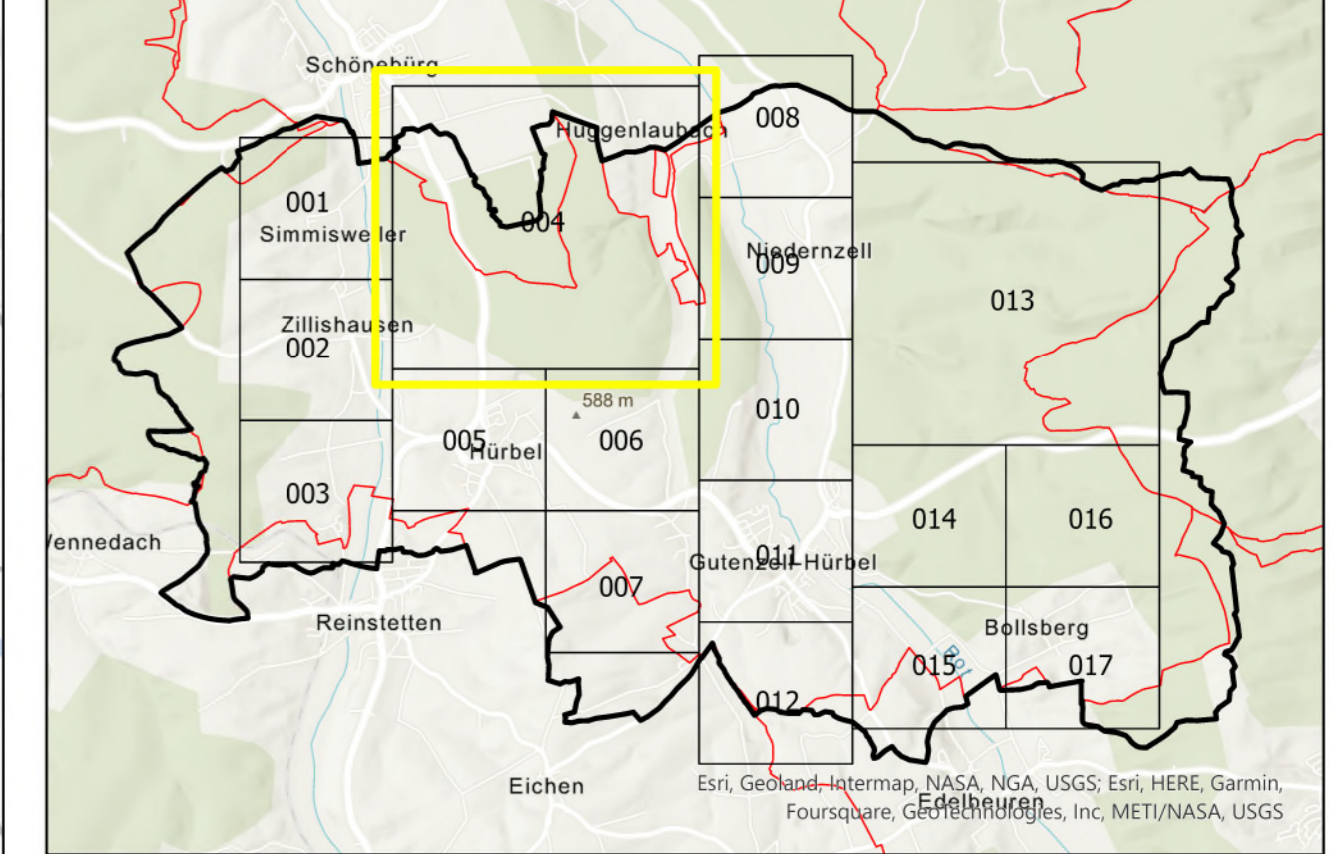 Schönebürg
Huggenlaubach
008
001
004
Simmisweiler
Niedernzell
009
013
Zillishausen
002
588 m
010
005
006
Hürbel
003
014
016
Wennedach
011
Gutenzell-Hürbel
007
Reinstetten
Bollsberg
Rot
015
017
012
Eichen
Esri, Geoland, Intermap, NASA, NGA, USGS; Esri, HERE, Garmin,
Edelbeuren
Foursquare, GeoTechnologies, Inc, METI/NASA, USGS